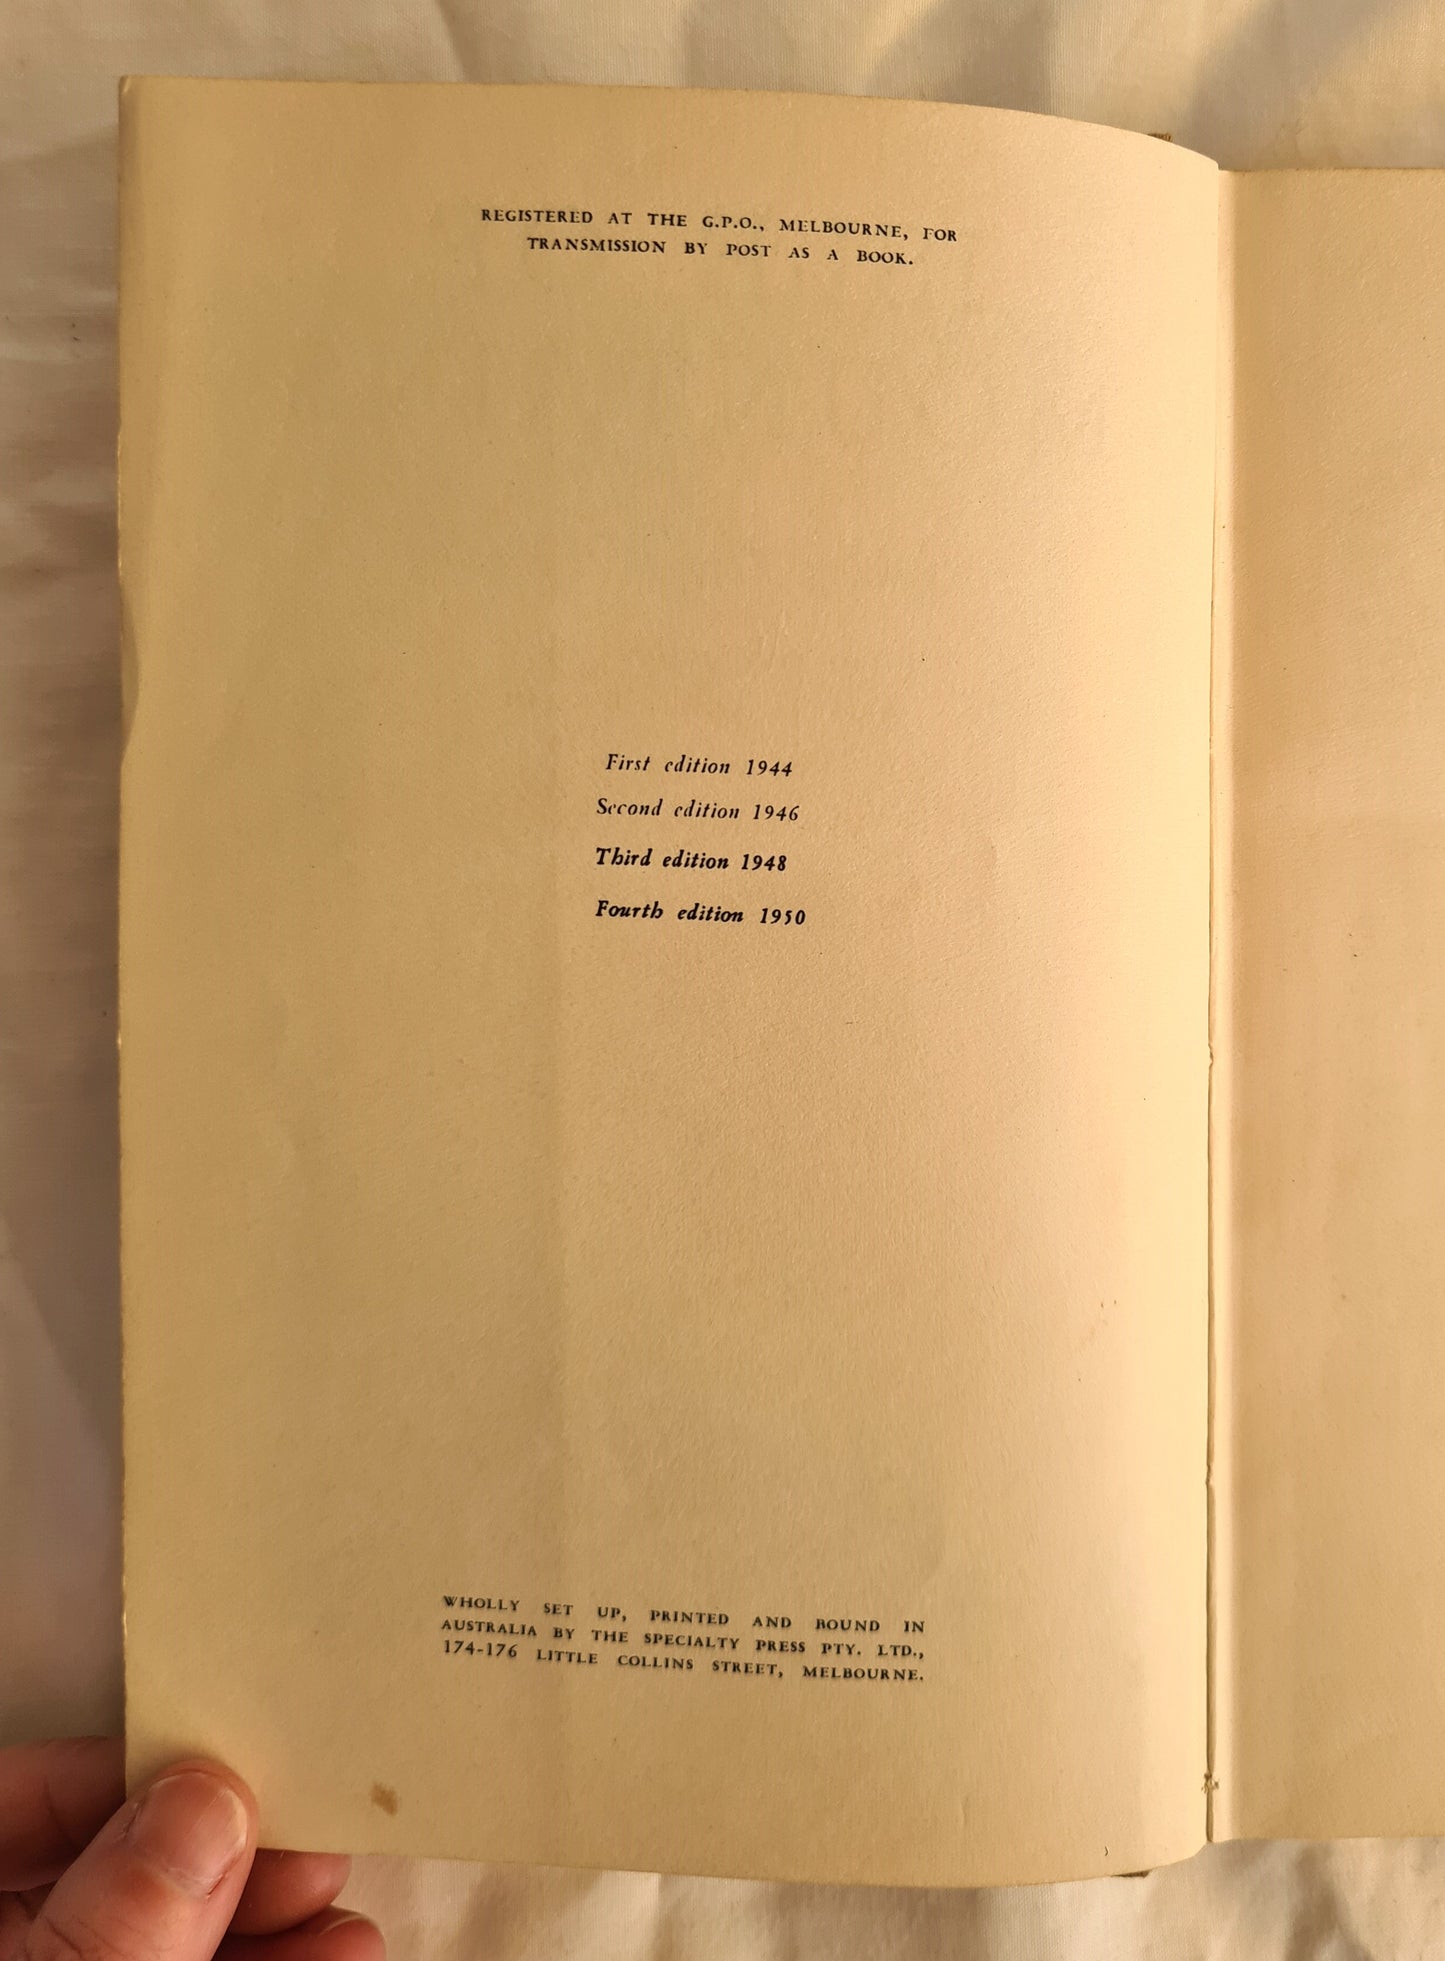 REGISTERED AT THE G.P.O., MELBOURNE, FOR
TRANSMISSION BY POST AS A BOOK.
First edition 1944
Second edition 1946
Third edition 1948
Fourth edition 1950
WHOLLY SET UP, PRINTED AND BOUND IN
AUSTRALIA BY THE SPECIALTY PRESS PTY. LTD.,
174-176 LITTLE COLLINS STREET, MELBOURNE.